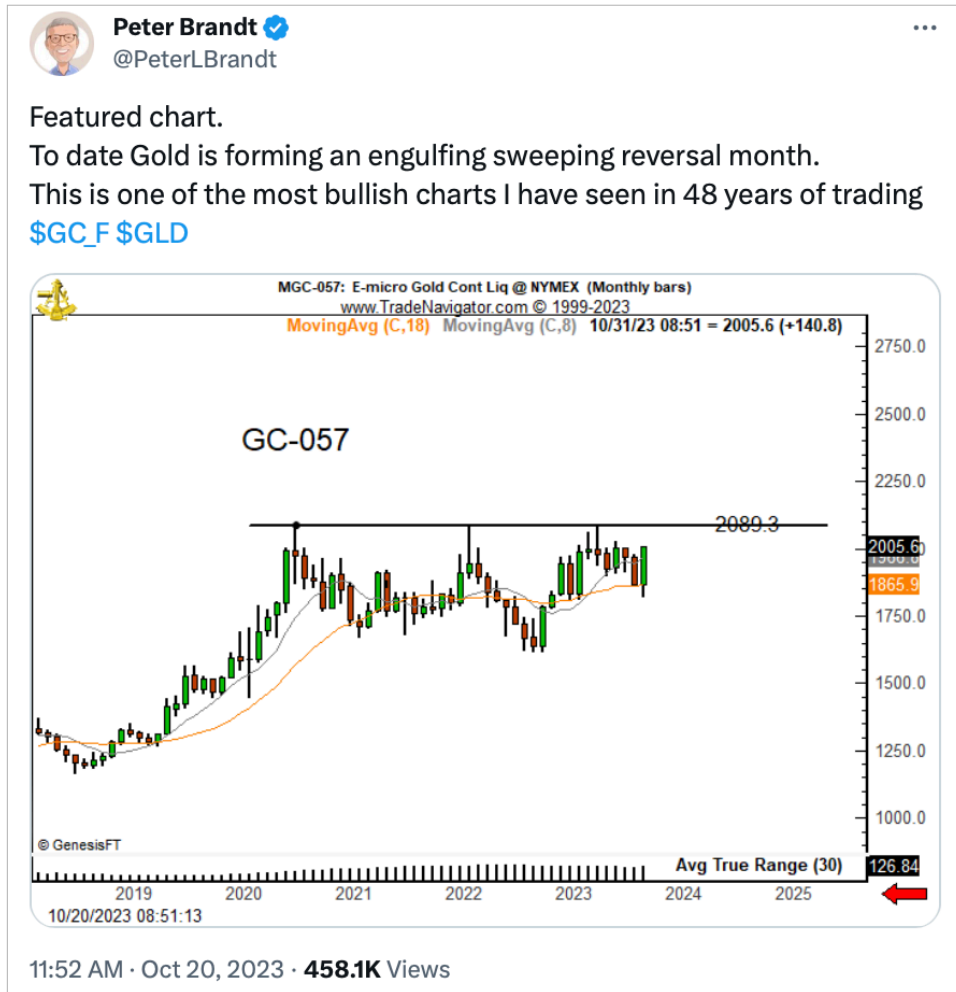 Peter Brandt
@PeterLBrandt
Featured chart.
To date Gold is forming an engulfing sweeping reversal month.
This is one of the most bullish charts I have seen in 48 years of trading
$GC_F $GLD
MGC-057: E-micro Gold Cont Liq @ NYMEX (Monthly bars)
www.TradeNavigator.com © 1999-2023
MovingAvg (C,18) MovingAvg (C,8) 10/31/23 08:51 = 2005.6 (+140.8)
2750.0
GC-057
2500.0
2250.0
2089.3
2005.6
1865.9
1750.0
1500.0
1250.0
1000.0
© GenesisFT
Avg True Range (30) 126.84
2019 2020 2021 2022 2023 2024 2025
10/20/2023 08:51:13
11:52 AM · Oct 20, 2023 · 458.1K Views